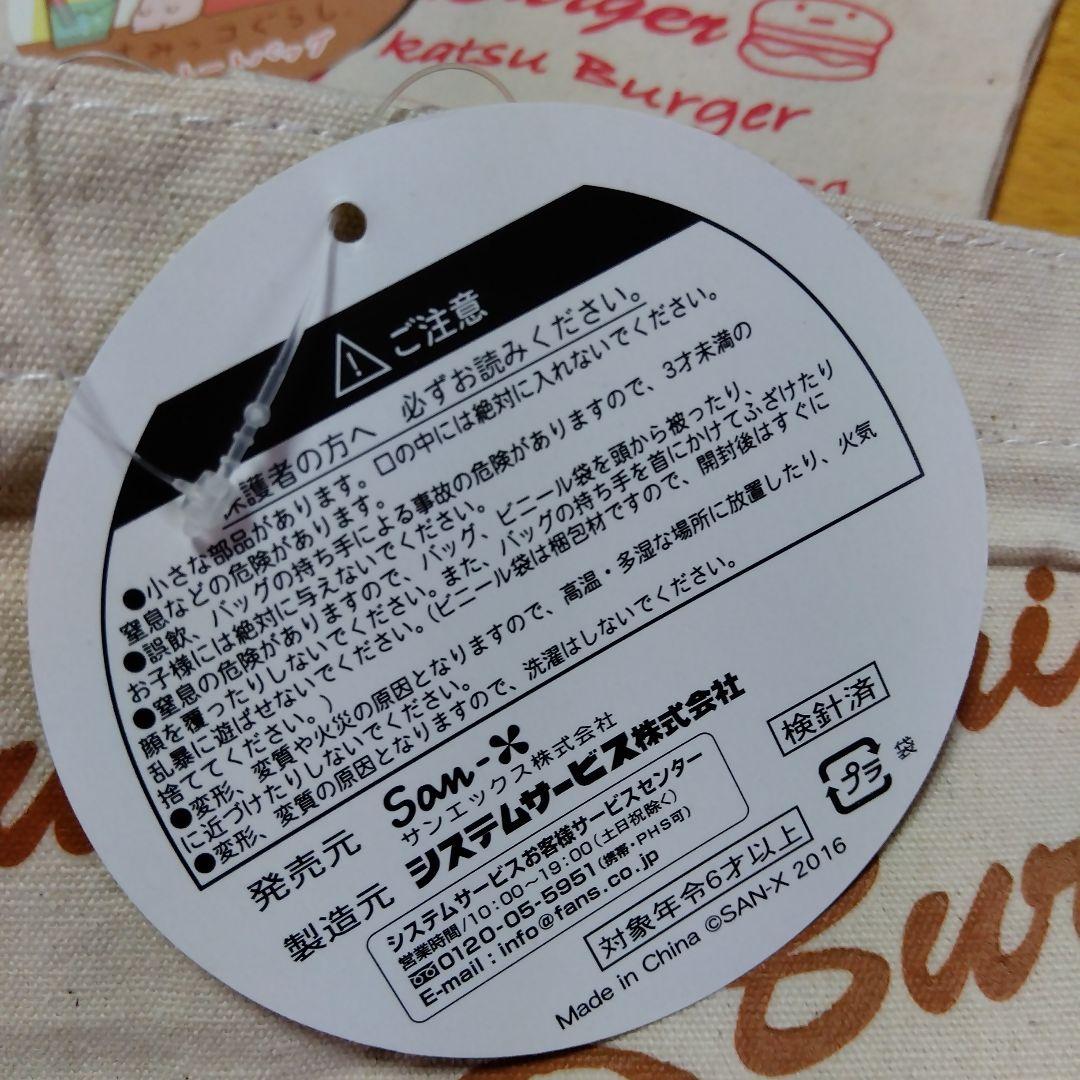 すみっコぐらし
トートバッグ
Burger
Katsu Burger
⚠ご注意
必ずお読みください。
保護者の方へ
●小さな部品があります。口の中には絶対に入れないでください。
窒息などの危険があります。
●誤飲、バッグの持ち手による事故の危険がありますので、3才未満の
お子様には絶対に与えないでください。
●窒息の危険がありますので、バッグ、ビニール袋を頭から被ったり、
顔を覆ったりしないでください。また、バッグの持ち手を首にかけてふざけたり
乱暴に遊ばせないでください。(ビニール袋は梱包材ですので、開封後はすぐに
捨ててください。)
●変形、変質や火災の原因となりますので、高温・多湿な場所に放置したり、火気
に近づけたりしないでください。
●変形、変質の原因となりますので、洗濯はしないでください。
発売元
San-X
サンエックス株式会社
製造元
システムサービス株式会社
システムサービスお客様サービスセンター
営業時間/10:00~19:00(土日祝除く)
0120-05-5951(携帯・PHS可)
E-mail : info@fans.co.jp
検針済
プラ
袋
対象年令6才以上
Made in China ©SAN-X 2016